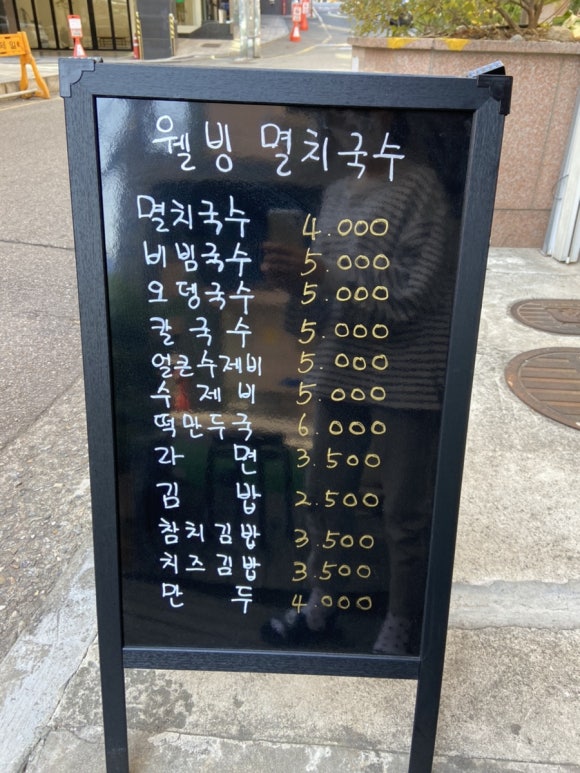 웰빙 멸치국수
멸치국수 4.000
비빔국수 5.000
오뎅국수 5.000
칼국수 5.000
얼큰수제비 5.000
수제비 5.000
떡만두국 6.000
라면 3.500
김밥 2.500
참치김밥 3.500
치즈김밥 3.500
만두 4.000